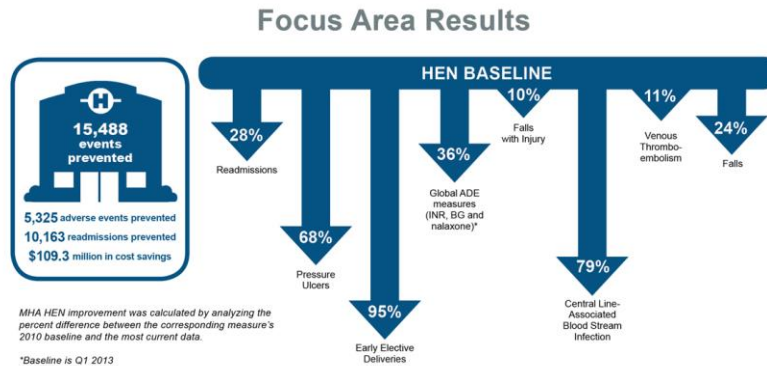 Focus Area Results
HEN BASELINE
H
15,488
events
prevented
5,325 adverse events prevented
10,163 readmissions prevented
$109.3 million in cost savings
28%
Readmissions
68%
Pressure
Ulcers
95%
Early Elective
Deliveries
36%
Global ADE
measures
(INR, BG and
nalaxone)*
10%
Falls
with Injury
79%
Central Line-
Associated
Blood Stream
Infection
11%
Venous
Thrombo-
embolism
24%
Falls
MHA HEN improvement was calculated by analyzing the
percent difference between the corresponding measure's
2010 baseline and the most current data.
*Baseline is Q1 2013